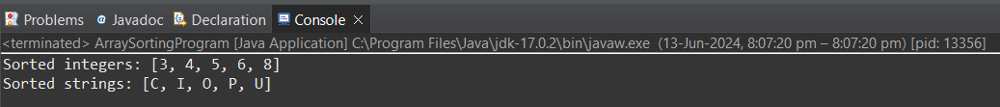 Problems @ Javadoc Declaration Console
<terminated> ArraySortingProgram [Java Application] C:\Program Files\Java\jdk-17.0.2\bin\javaw.exe (13-Jun-2024, 8:07:20 pm – 8:07:20 pm) [pid: 13356]
Sorted integers: [3, 4, 5, 6, 8]
Sorted strings: [C, I, O, P, U]